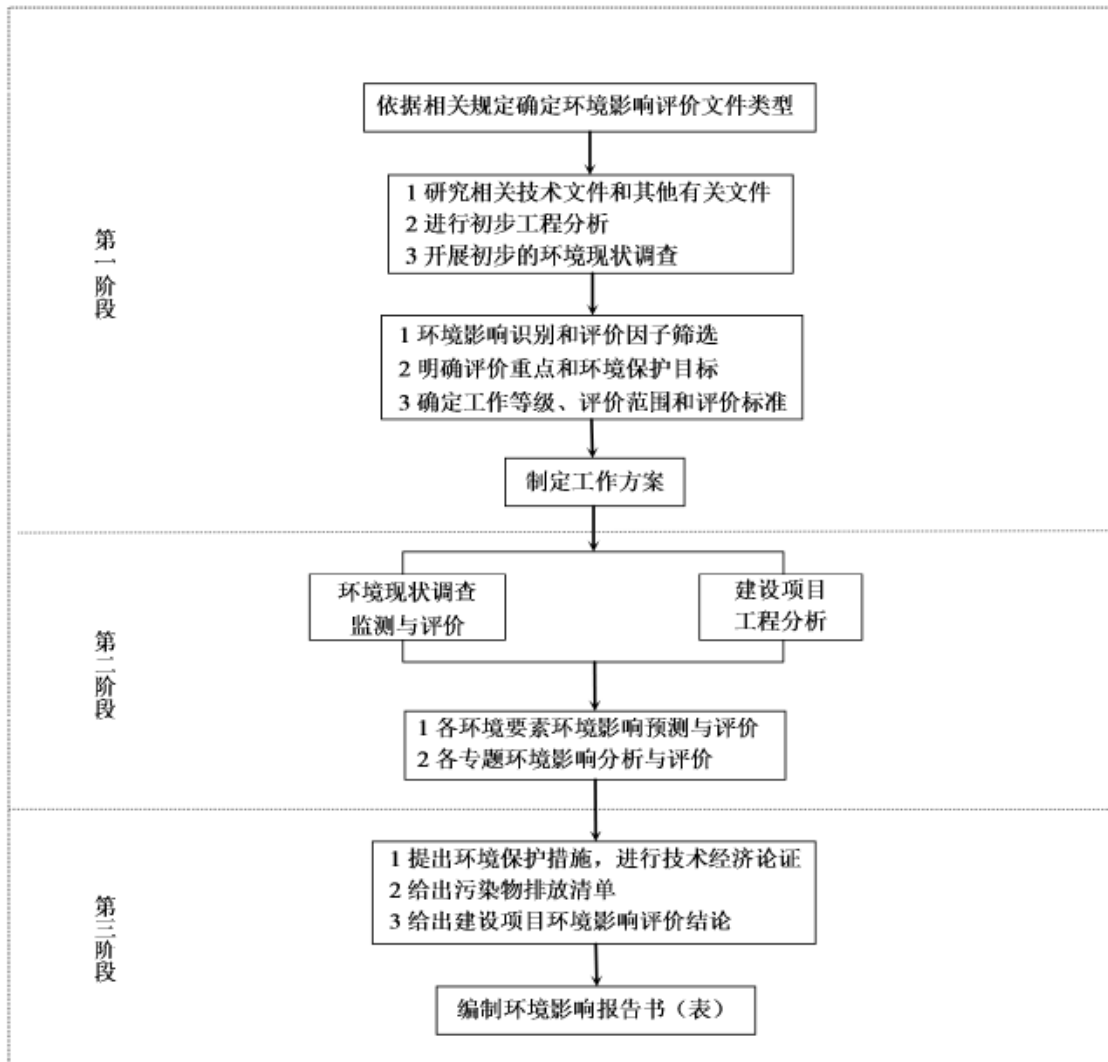 依据相关规定确定环境影响评价文件类型
1 研究相关技术文件和其他有关文件
2 进行初步工程分析
3 开展初步的环境现状调查
第一阶段
1 环境影响识别和评价因子筛选
2 明确评价重点和环境保护目标
3 确定工作等级、评价范围和评价标准
制定工作方案
环境现状调查
监测与评价
建设项目
工程分析
第二阶段
1 各环境要素环境影响预测与评价
2 各专题环境影响分析与评价
1 提出环境保护措施，进行技术经济论证
2 给出污染物排放清单
3 给出建设项目环境影响评价结论
第三阶段
编制环境影响报告书（表）